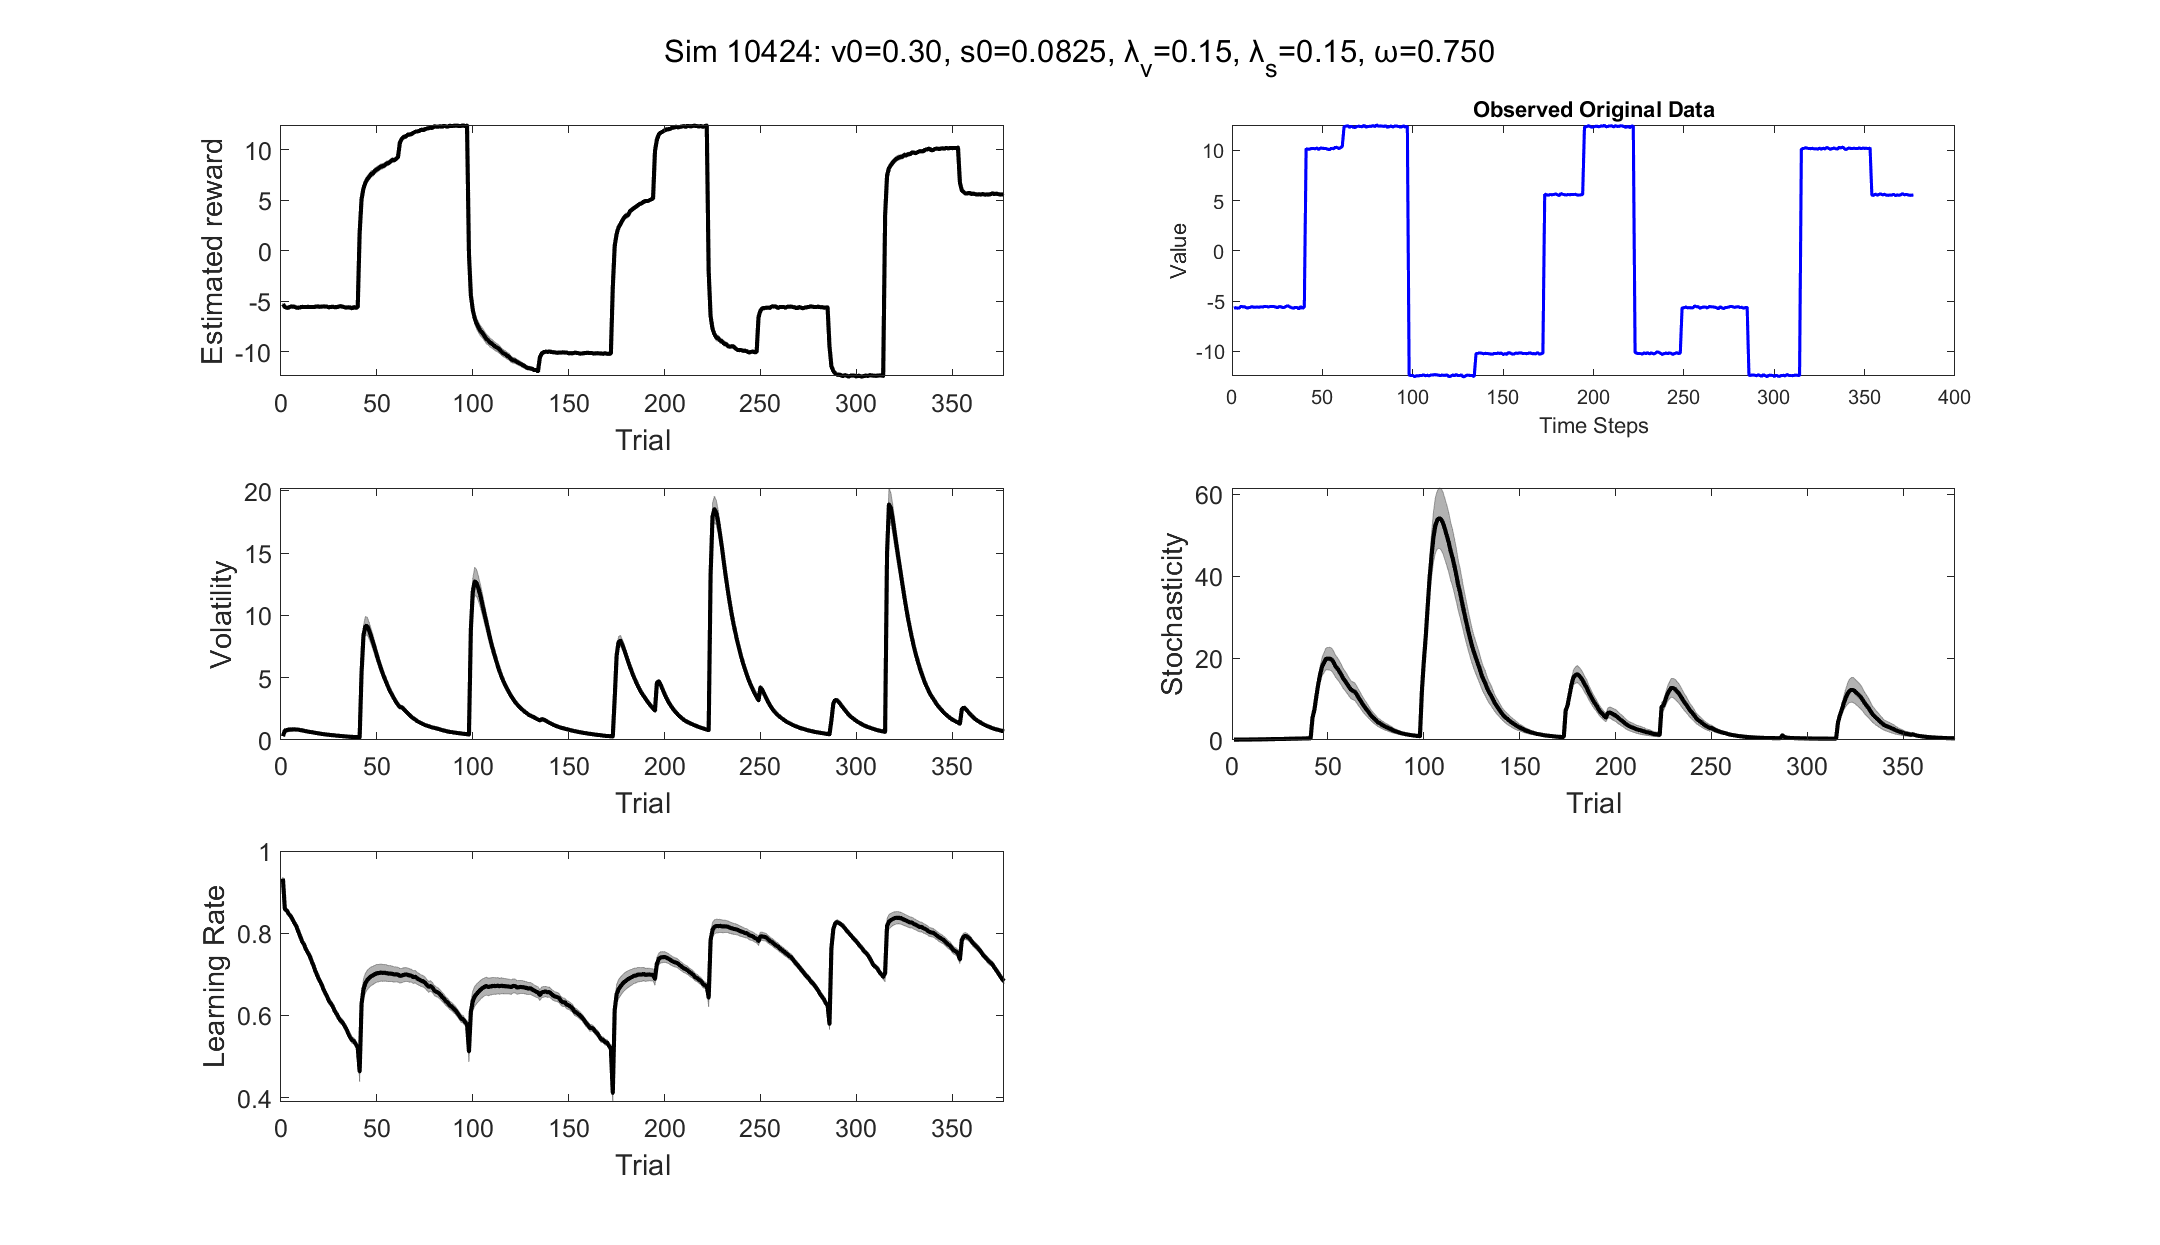 Sim 10424: v0=0.30, s0=0.0825, λv=0.15, λs=0.15, ω=0.750
Estimated reward
10
5
0
-5
-10
0 50 100 150 200 250 300 350
Trial
Observed Original Data
Value
10
5
0
-5
-10
0 50 100 150 200 250 300 350 400
Time Steps
Volatility
20
15
10
5
0
0 50 100 150 200 250 300 350
Trial
Stochasticity
60
40
20
0
0 50 100 150 200 250 300 350
Trial
Learning Rate
1
0.8
0.6
0.4
0 50 100 150 200 250 300 350
Trial